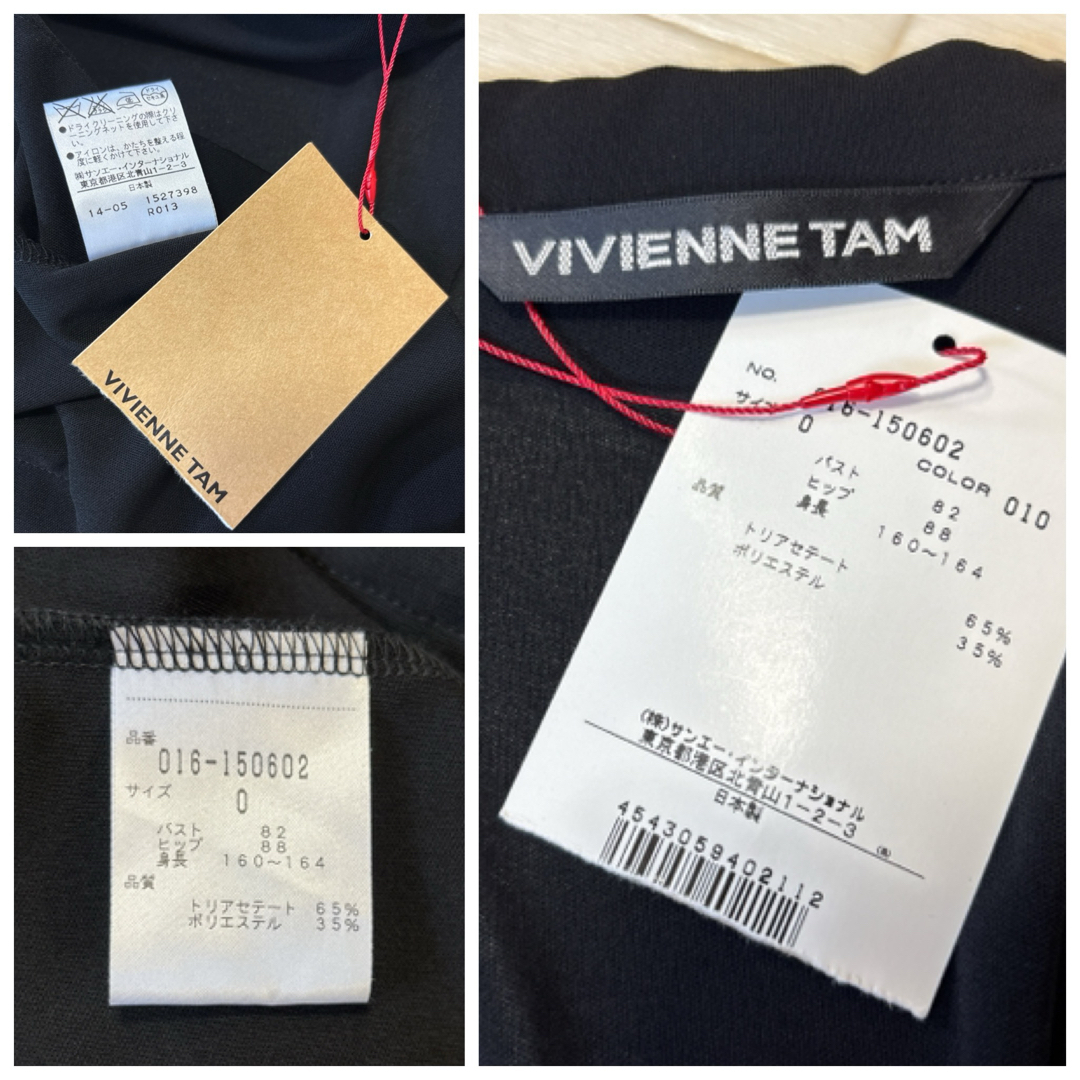 ●ドライクリーニングの際はクリ
ーニングネットを使用して下さ
い。
●アイロンは、かたちを整える程
度に軽くかけて下さい。
㈱サンエー・インターナショナル
東京都港区北青山1-2-3
日本製
14-05 1527398
R013
VIVIENNE TAM
品番
016-150602
サイズ
0
バスト 82
ヒップ 88
身長 160〜164
品質
トリアセテート 65%
ポリエステル 35%
VIVIENNE TAM
NO. 016-150602
サイズ
0
COLOR 010
バスト 82
ヒップ 88
身長 160〜164
品質
トリアセテート 65%
ポリエステル 35%
(株)サンエー・インターナショナル
東京都港区北青山1-2-3
日本製
4543059402112